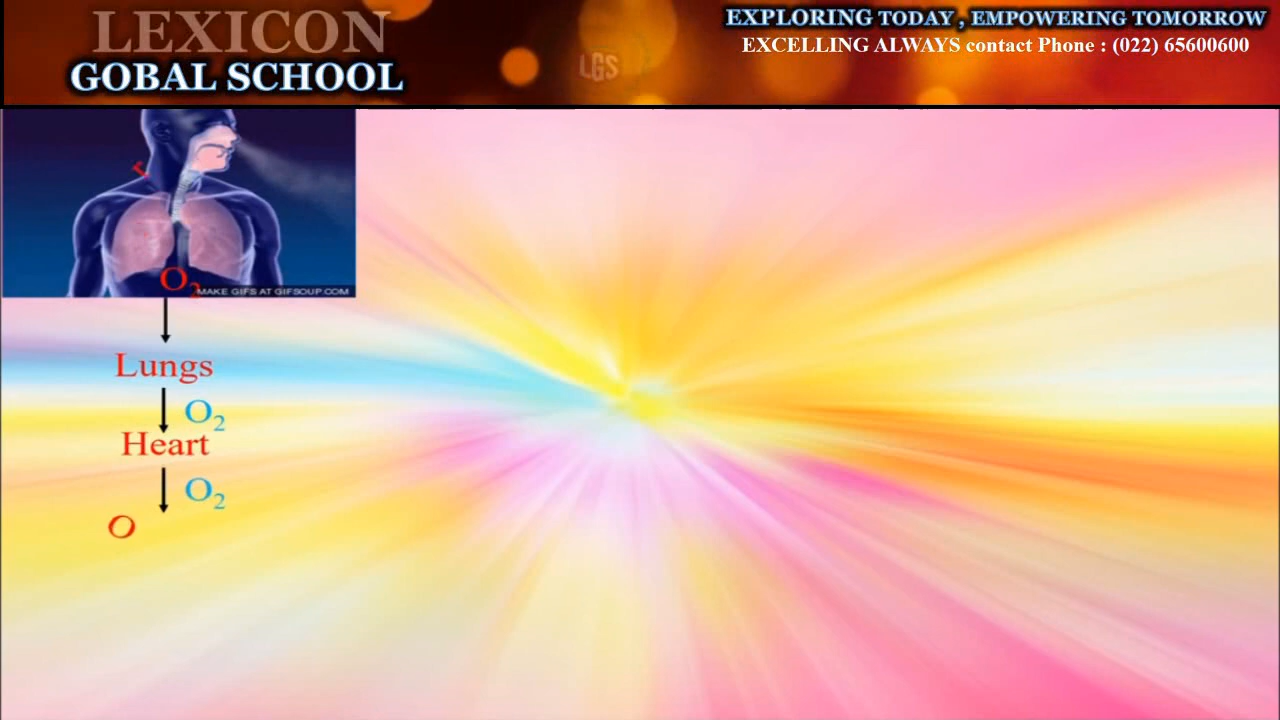 LEXICON
GOBAL SCHOOL
LGS
EXPLORING TODAY , EMPOWERING TOMORROW
EXCELLING ALWAYS contact Phone : (022) 65600600
r
O2
MAKE GIFS AT GIFSOUP.COM
Lungs
O2
Heart
O2
O